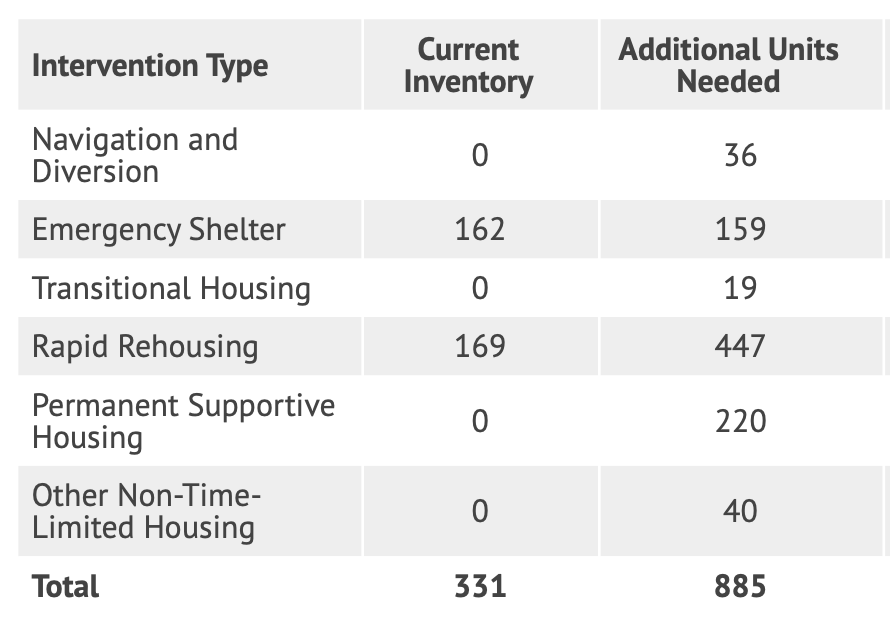 Intervention Type Current Inventory Additional Units Needed
Navigation and Diversion 0 36
Emergency Shelter 162 159
Transitional Housing 0 19
Rapid Rehousing 169 447
Permanent Supportive Housing 0 220
Other Non-Time-Limited Housing 0 40
Total 331 885